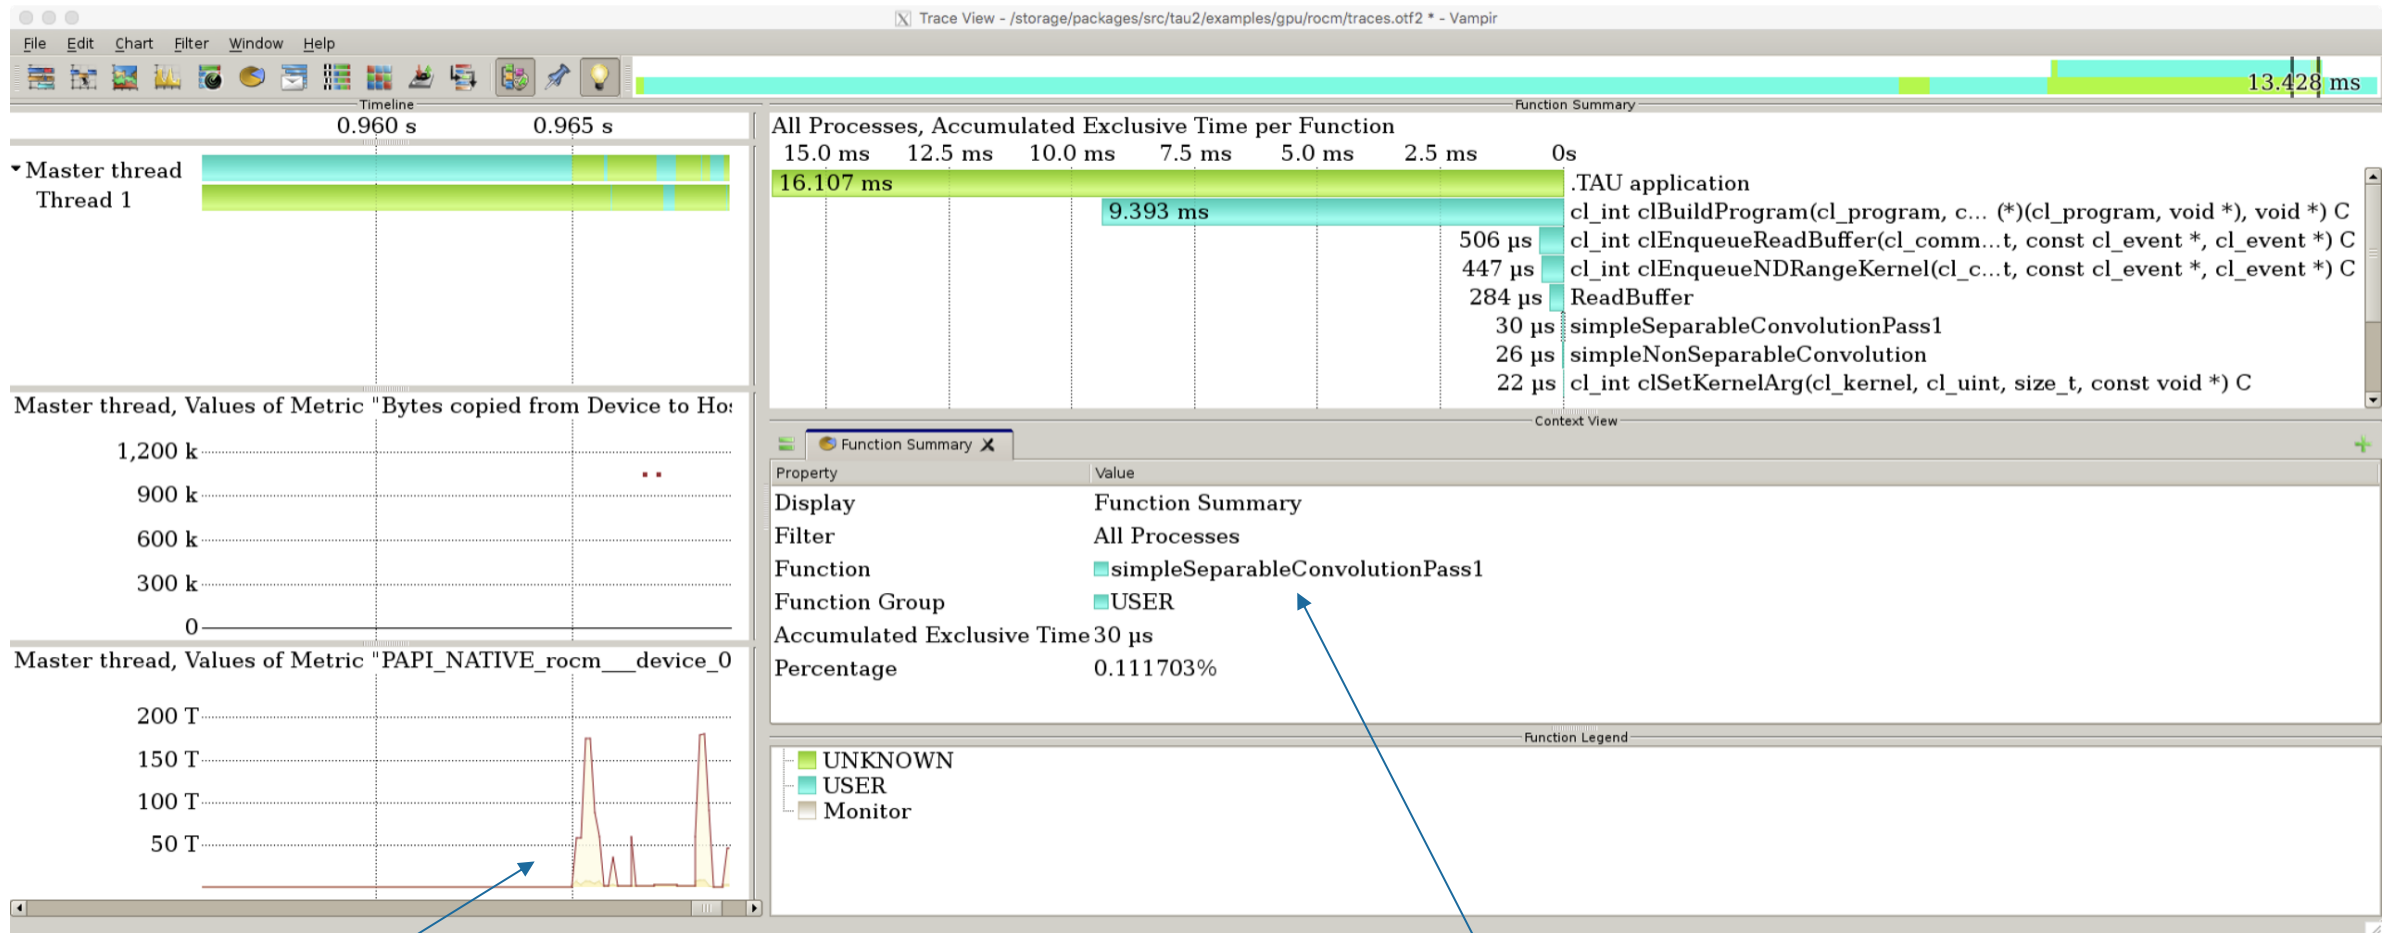 Trace View - /storage/packages/src/tau2/examples/gpu/rocm/traces.otf2 * - Vampir
File Edit Chart Filter Window Help
13.428 ms
Timeline
0.960 s 0.965 s
Master thread
Thread 1
Master thread, Values of Metric "Bytes copied from Device to Hos
1,200 k
900 k
600 k
300 k
0
Master thread, Values of Metric "PAPI_NATIVE_rocm___device_0
200 T
150 T
100 T
50 T
Function Summary
All Processes, Accumulated Exclusive Time per Function
15.0 ms 12.5 ms 10.0 ms 7.5 ms 5.0 ms 2.5 ms 0s
16.107 ms .TAU application
9.393 ms cl_int clBuildProgram(cl_program, c... (*)(cl_program, void *), void *) C
506 µs cl_int clEnqueueReadBuffer(cl_comm...t, const cl_event *, cl_event *) C
447 µs cl_int clEnqueueNDRangeKernel(cl_c...t, const cl_event *, cl_event *) C
284 µs ReadBuffer
30 µs simpleSeparableConvolutionPass1
26 µs simpleNonSeparableConvolution
22 µs cl_int clSetKernelArg(cl_kernel, cl_uint, size_t, const void *) C
Context View
Function Summary
Property Value
Display Function Summary
Filter All Processes
Function simpleSeparableConvolutionPass1
Function Group USER
Accumulated Exclusive Time 30 µs
Percentage 0.111703%
Function Legend
UNKNOWN
USER
Monitor